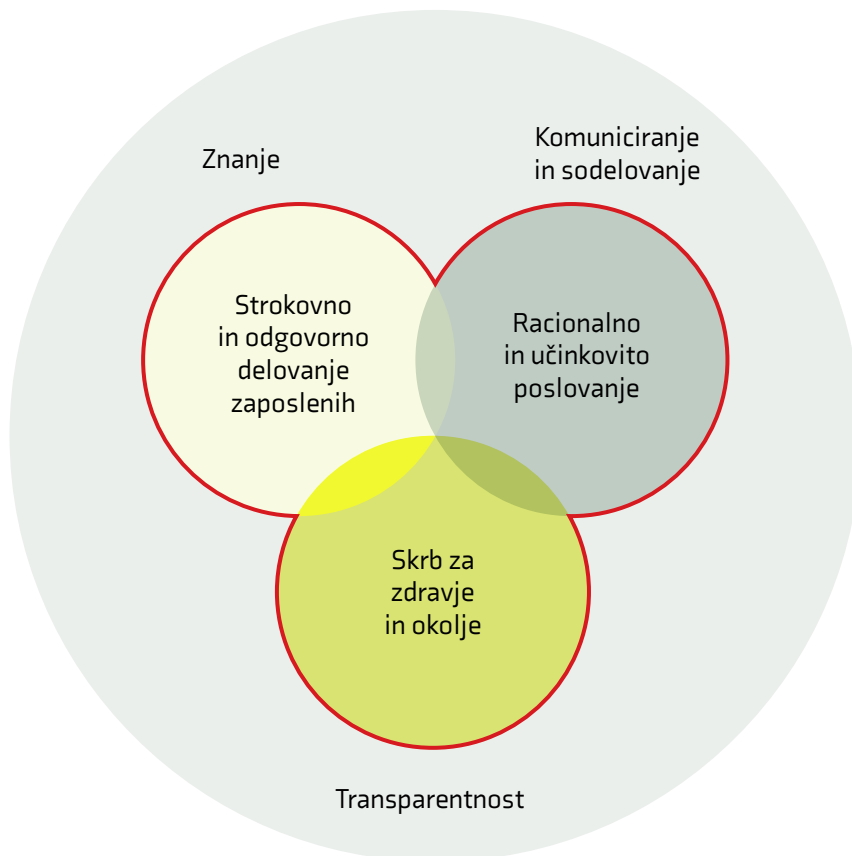 Znanje
Komuniciranje
in sodelovanje
Strokovno
in odgovorno
delovanje
zaposlenih
Racionalno
in učinkovito
poslovanje
Skrb za
zdravje
in okolje
Transparentnost